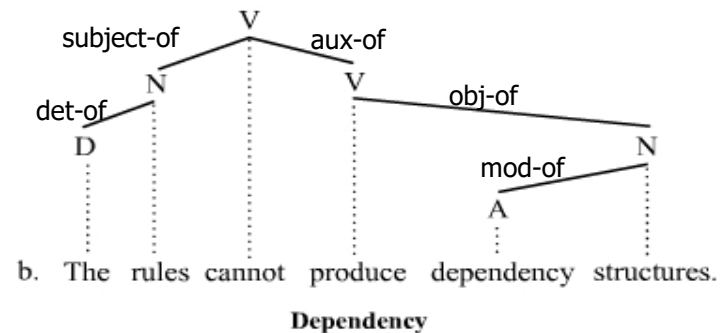 V
subject-of aux-of
N V
det-of obj-of
D N
mod-of
A
b. The rules cannot produce dependency structures.
Dependency